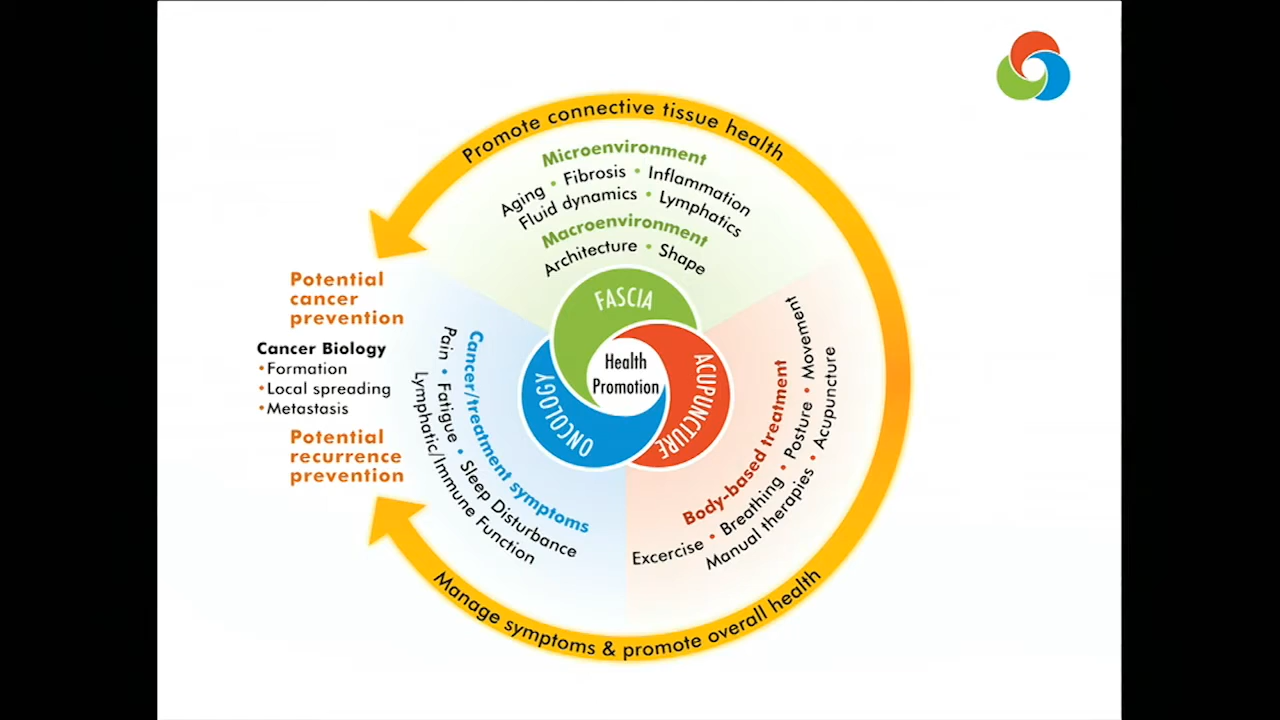 Promote connective tissue health
Microenvironment
Aging • Fibrosis • Inflammation
Fluid dynamics • Lymphatics
Macroenvironment
Architecture • Shape
FASCIA
Health
Promotion
ACUPUNCTURE
ONCOLOGY
Potential
cancer
prevention
Cancer Biology
•Formation
•Local spreading
•Metastasis
Potential
recurrence
prevention
Cancer/treatment symptoms
Pain • Fatigue • Sleep Disturbance
Lymphatic/Immune Function
Body-based treatment
Excercise • Breathing • Posture • Movement
Manual therapies • Acupuncture
Manage symptoms & promote overall health